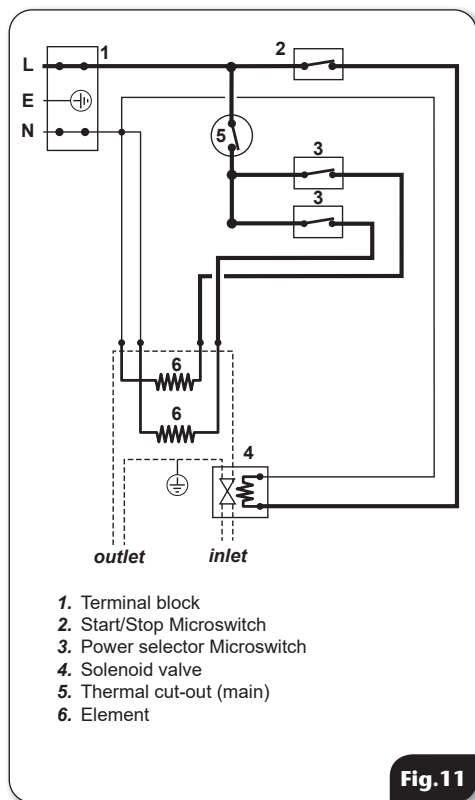 1
2
L
E
5
N
3
3
6
6
4
outlet
inlet
1. Terminal block
2. Start/Stop Microswitch
3. Power selector Microswitch
4. Solenoid valve
5. Thermal cut-out (main)
6. Element
Fig.11